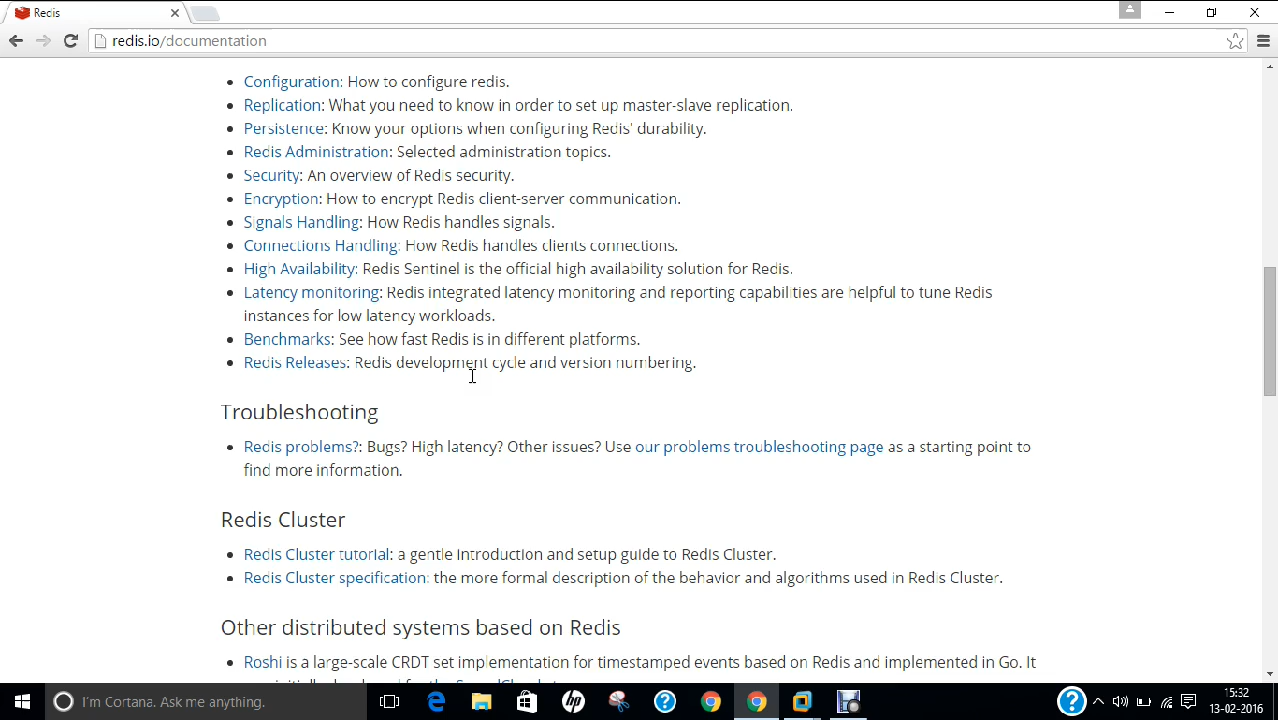 Redis
redis.io/documentation
Configuration: How to configure redis.
Replication: What you need to know in order to set up master-slave replication.
Persistence: Know your options when configuring Redis' durability.
Redis Administration: Selected administration topics.
Security: An overview of Redis security.
Encryption: How to encrypt Redis client-server communication.
Signals Handling: How Redis handles signals.
Connections Handling: How Redis handles clients connections.
High Availability: Redis Sentinel is the official high availability solution for Redis.
Latency monitoring: Redis integrated latency monitoring and reporting capabilities are helpful to tune Redis
instances for low latency workloads.
Benchmarks: See how fast Redis is in different platforms.
Redis Releases: Redis development cycle and version numbering.
Troubleshooting
Redis problems?: Bugs? High latency? Other issues? Use our problems troubleshooting page as a starting point to
find more information.
Redis Cluster
Redis Cluster tutorial: a gentle introduction and setup guide to Redis Cluster.
Redis Cluster specification: the more formal description of the behavior and algorithms used in Redis Cluster.
Other distributed systems based on Redis
Roshi is a large-scale CRDT set implementation for timestamped events based on Redis and implemented in Go. It
I'm Cortana. Ask me anything.
hp
15:32
13-02-2016